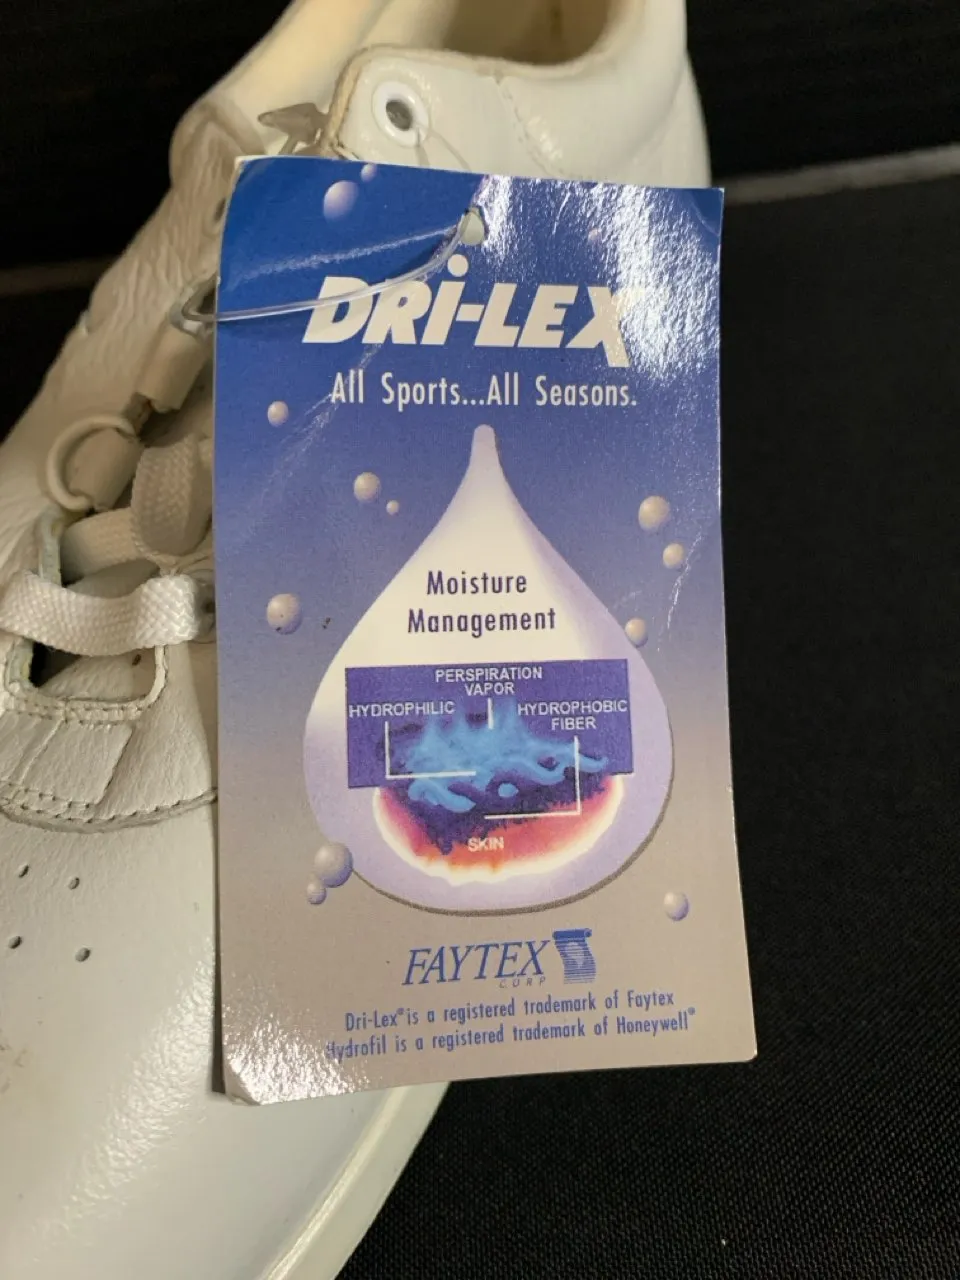 DRi-LEX
All Sports...All Seasons.
Moisture
Management
PERSPIRATION
VAPOR
HYDROPHILIC
HYDROPHOBIC
FIBER
SKIN
FAYTEX
CORP
Dri-Lex® is a registered trademark of Faytex
Hydrofil is a registered trademark of Honeywell®